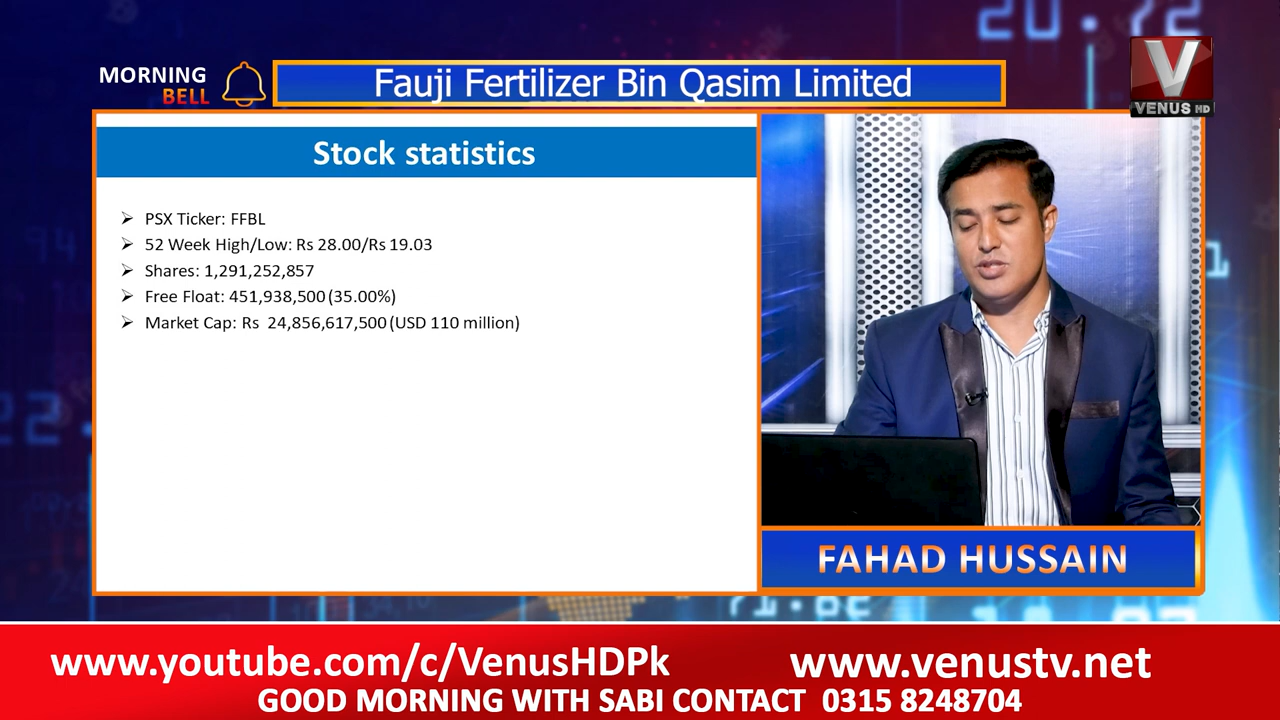 MORNING
BELL
Fauji Fertilizer Bin Qasim Limited
VENUS HD
Stock statistics
PSX Ticker: FFBL
52 Week High/Low: Rs 28.00/Rs 19.03
Shares: 1,291,252,857
Free Float: 451,938,500 (35.00%)
Market Cap: Rs 24,856,617,500 (USD 110 million)
FAHAD HUSSAIN
www.youtube.com/c/VenusHDPk
www.venustv.net
GOOD MORNING WITH SABI CONTACT 0315 8248704